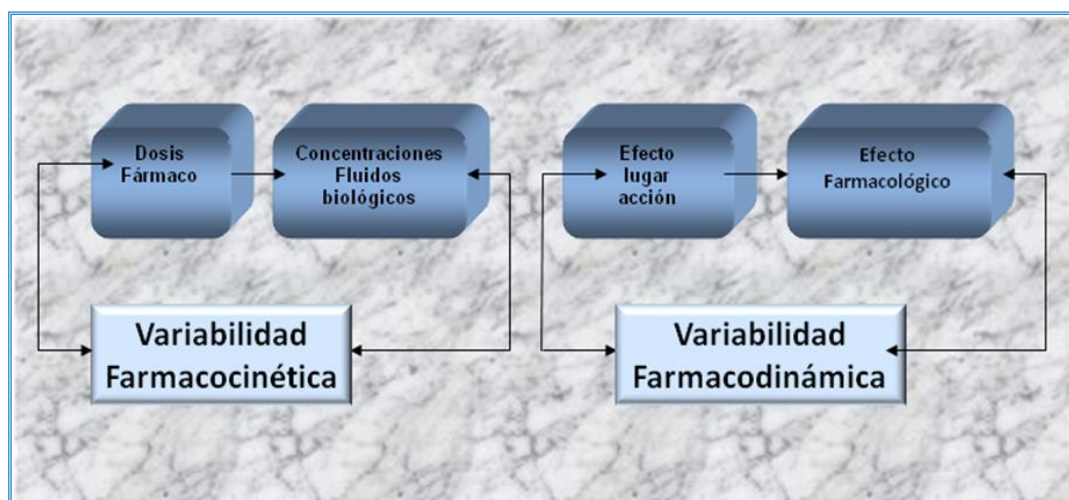 Dosis
Fármaco
Concentraciones
Fluidos
biológicos
Efecto
lugar
acción
Efecto
Farmacológico
Variabilidad
Farmacocinética
Variabilidad
Farmacodinámica